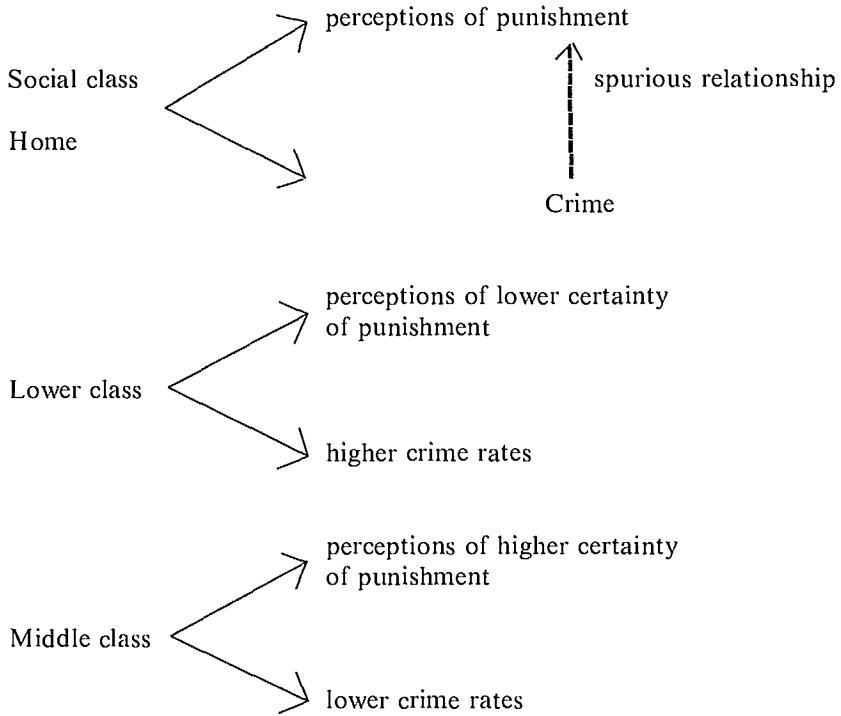 perceptions of punishment
Social class
spurious relationship
Home
Crime
perceptions of lower certainty
of punishment
Lower class
higher crime rates
perceptions of higher certainty
of punishment
Middle class
lower crime rates